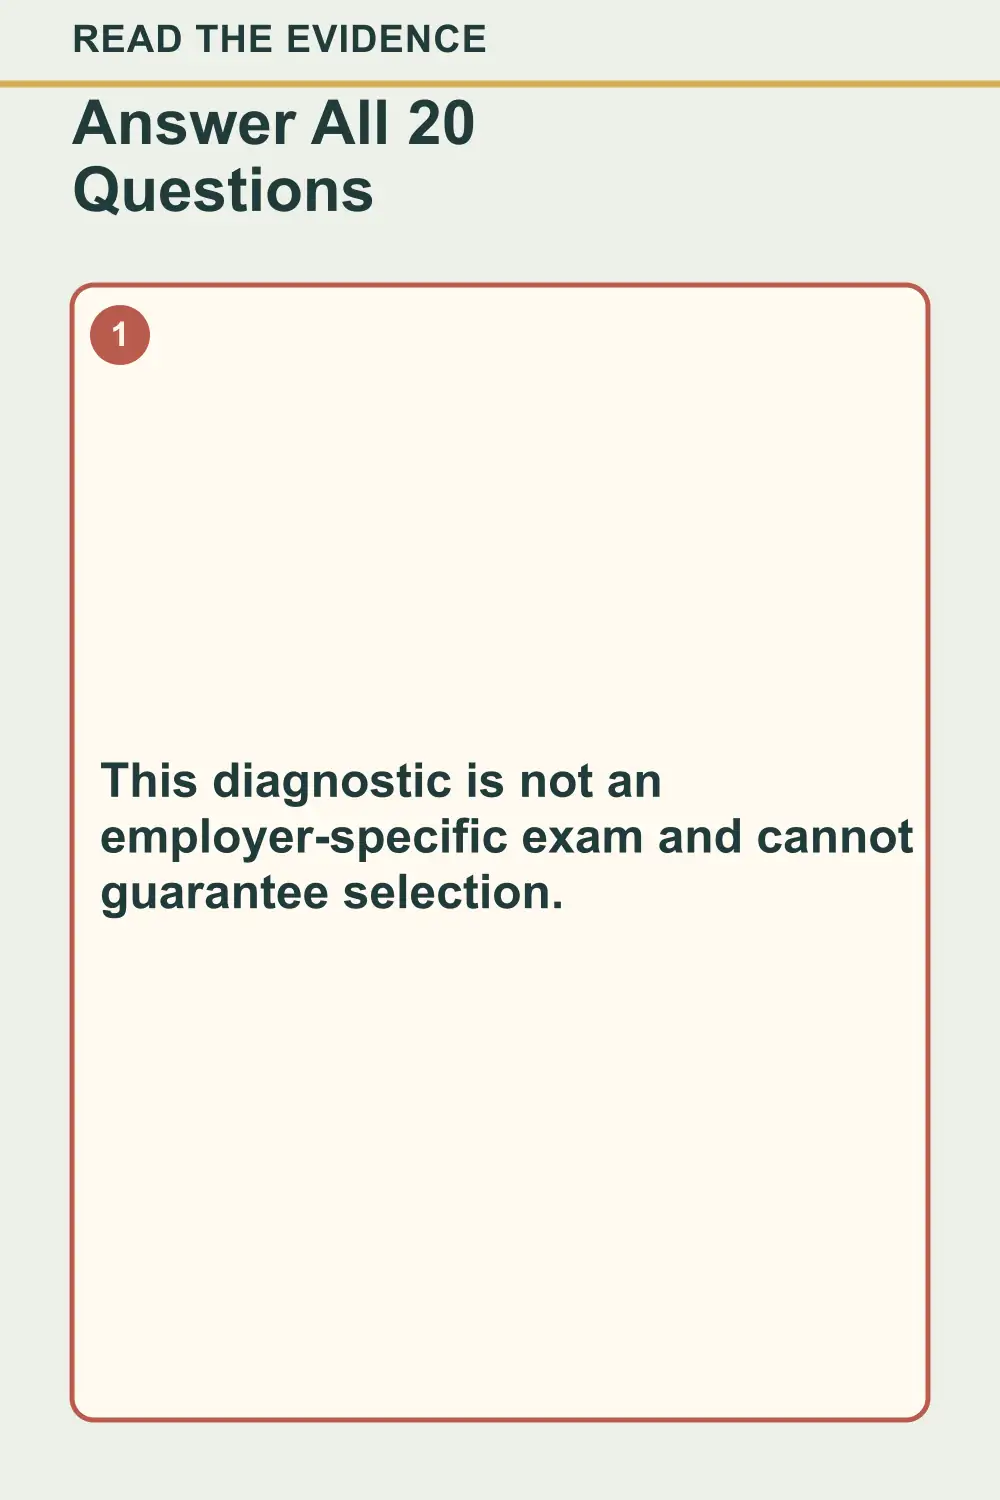 READ THE EVIDENCE
Answer All 20
Questions
1
This diagnostic is not an
employer-specific exam and cannot
guarantee selection.